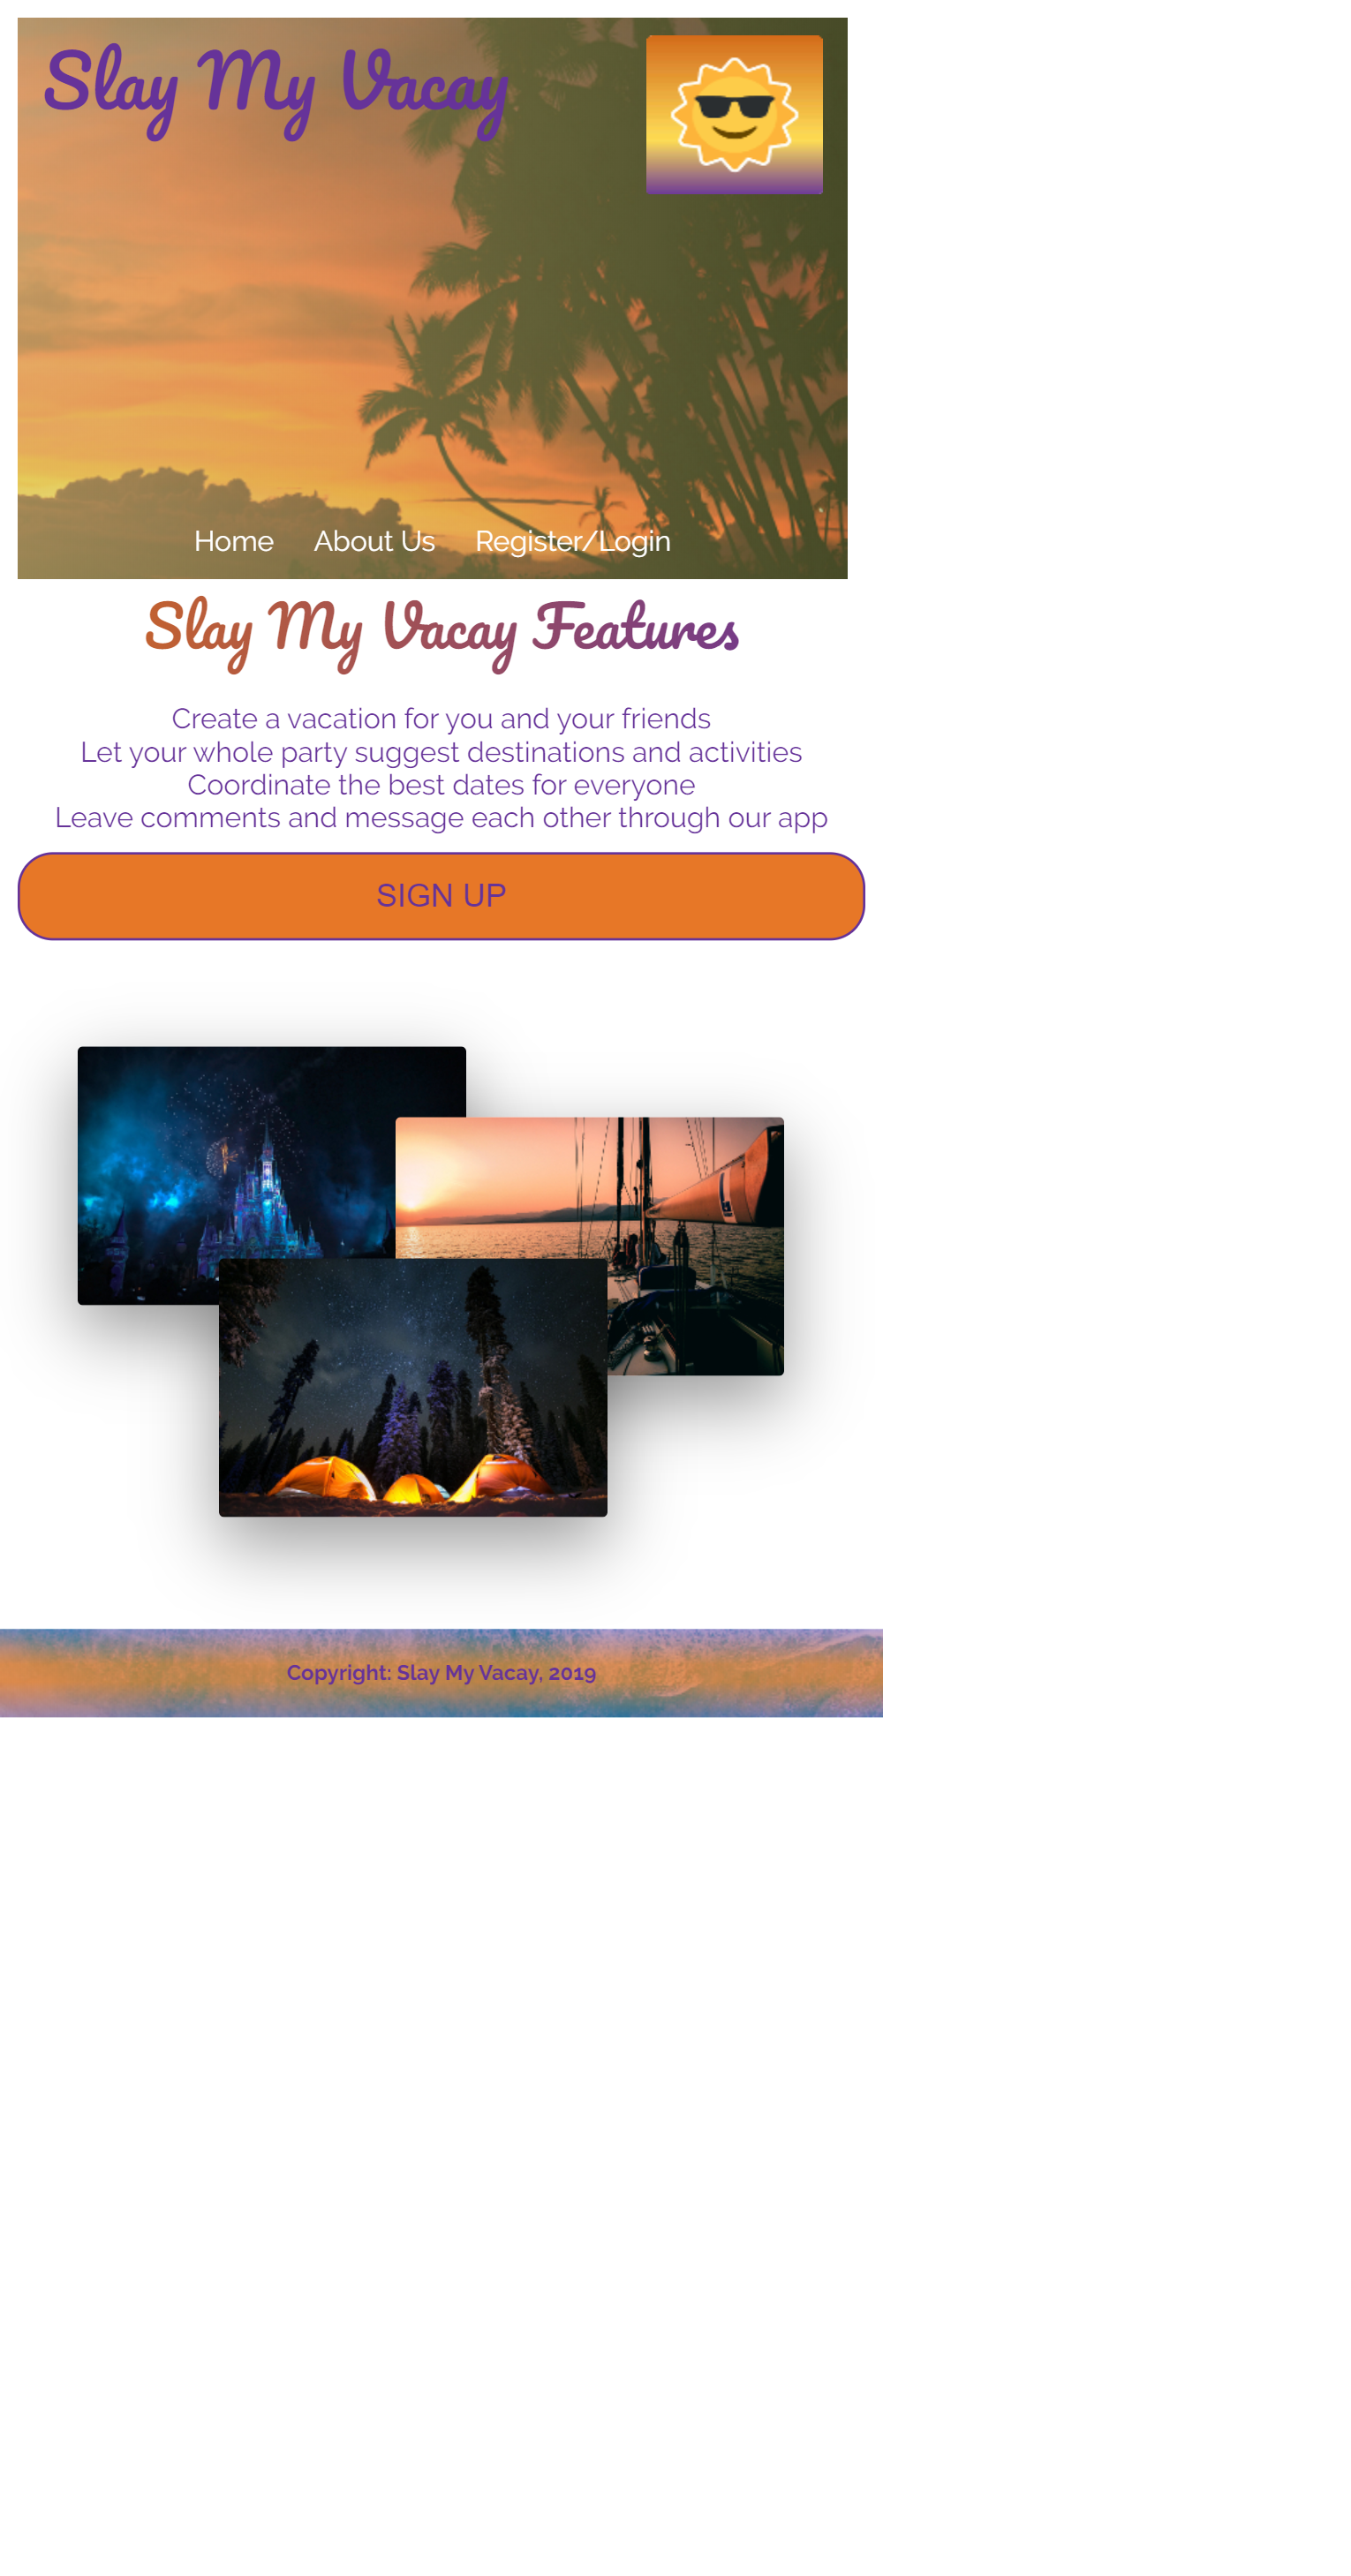 Slay My Vacay
Home About Us Register/Login
Slay My Vacay Features
Create a vacation for you and your friends
Let your whole party suggest destinations and activities
Coordinate the best dates for everyone
Leave comments and message each other through our app
SIGN UP
Copyright: Slay My Vacay, 2019